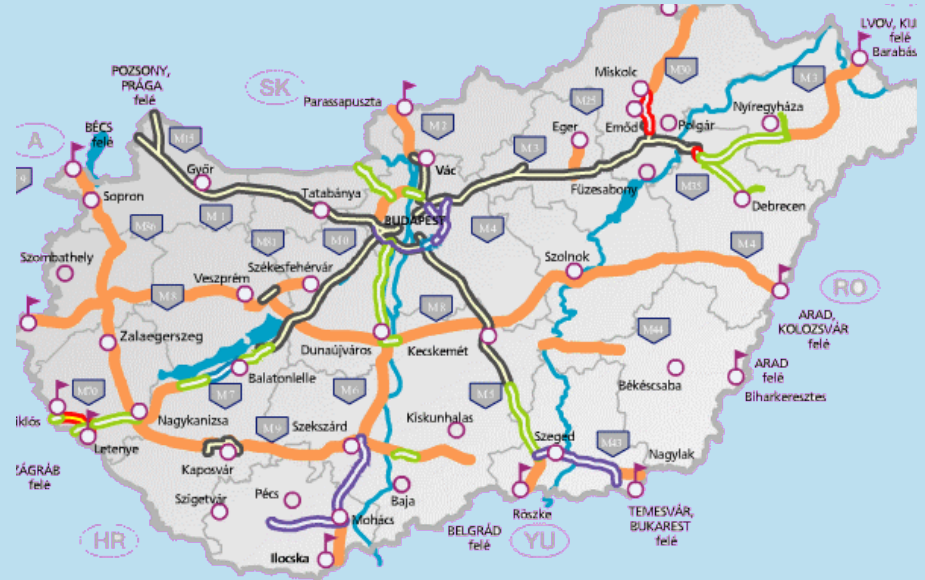 LVOV, KIJ
felé
Barabás
POZSONY,
PRÁGA
felé
SK
Miskolc
M30
M3
Parassapuszta
M25
Nyíregyháza
A
BÉCS
felé
M15
M2
Eger
Emőd
Polgár
9
Győr
Vác
M3
Füzesabony
M35
Sopron
Tatabánya
Debrecen
M86
M1
M81
M0
BUDAPEST
M4
M4
Szombathely
Székesfehérvár
Szolnok
Veszprém
M8
M8
RO
ARAD,
KOLOZSVÁR
felé
Zalaegerszeg
Dunaújváros
Kecskemét
M44
ARAD
felé
Biharkeresztes
Balatonlelle
Békéscsaba
M70
M7
M6
M5
iklós
Nagykanizsa
M9
Szekszárd
Kiskunhalas
Letenye
Szeged
M43
Nagylak
ZÁGRÁB
felé
Kaposvár
Szigetvár
Pécs
Baja
Mohács
Röszke
TEMESVÁR,
BUKAREST
felé
HR
BELGRÁD
felé
YU
Ilocska